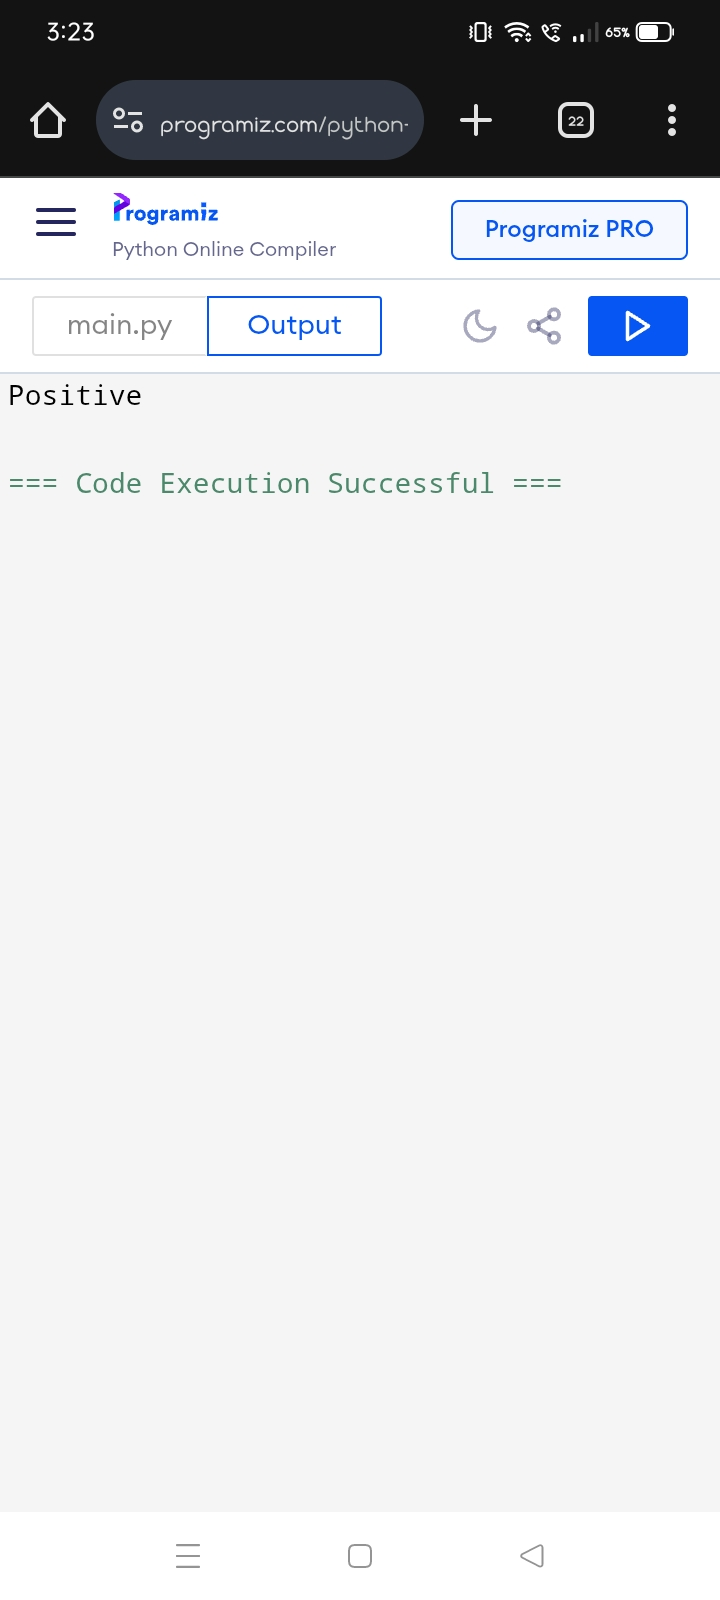 3:23
65%
programiz.com/python-
22
Programiz
Python Online Compiler
Programiz PRO
main.py
Output
Positive
=== Code Execution Successful ===